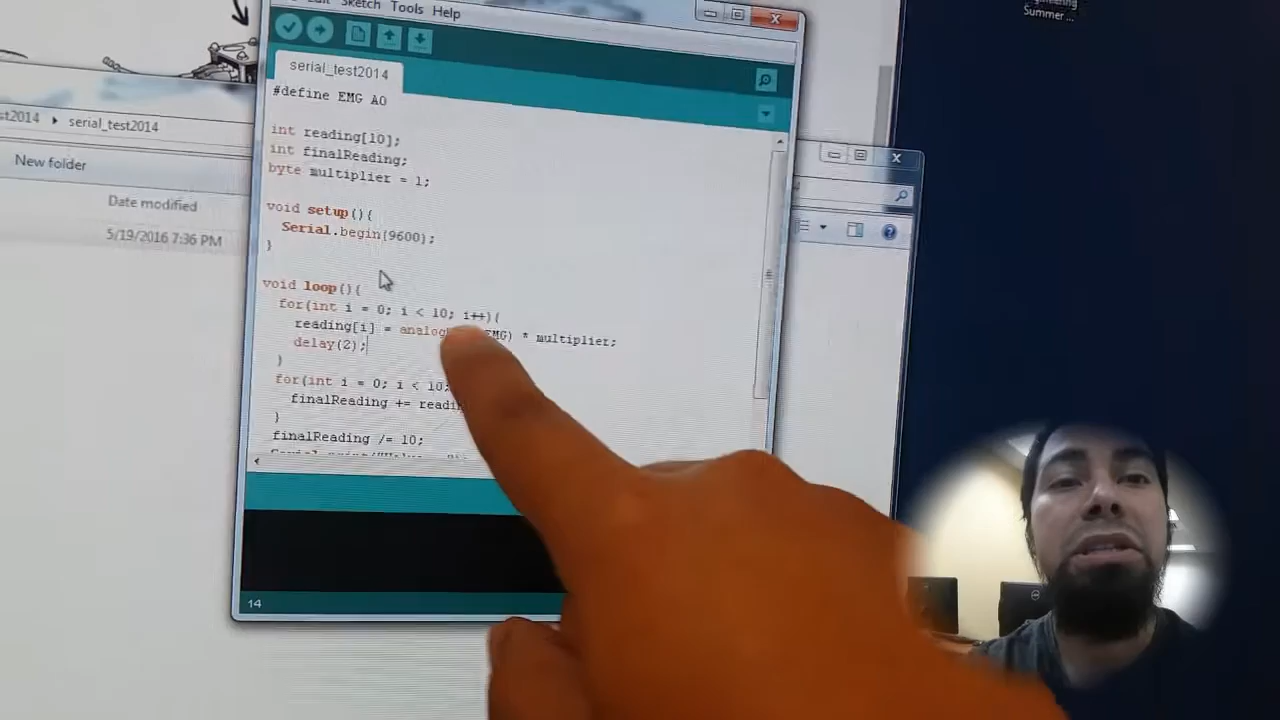 Sketch Tools Help
serial_test2014
#define EMG A0
int reading[10];
int finalReading;
byte multiplier = 1;
void setup(){
Serial.begin(9600);
}
void loop(){
for(int i = 0; i < 10; i++){
reading[i] = EMG) * multiplier;
delay(2);
}
for(int i = 0; i < 10;
finalReading +=
}
finalReading /= 10;
14
st2014 serial_test2014
New folder
Date modified
5/19/2016 7:36 PM
Summer ...